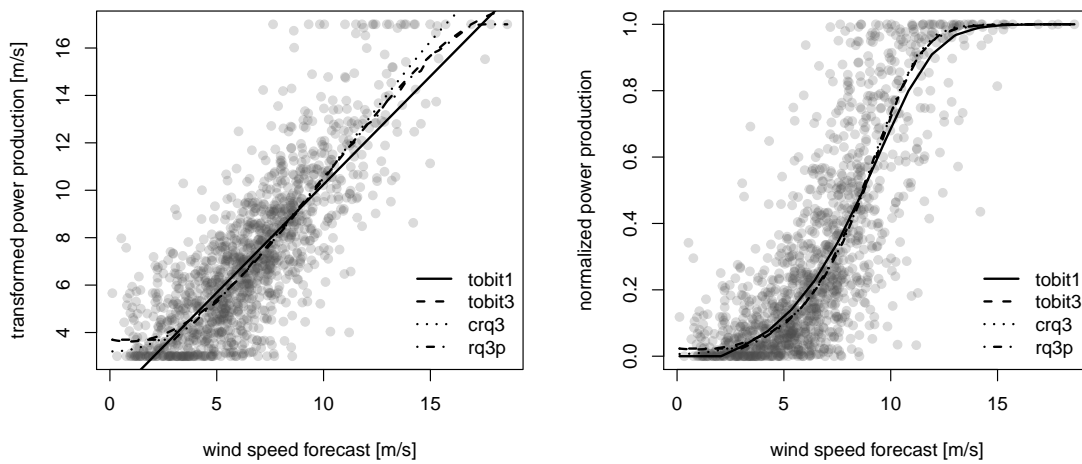 transformed power production [m/s]
16
14
12
10
8
6
4
0
5
10
15
wind speed forecast [m/s]
tobit1
tobit3
crq3
rq3p
normalized power production
1.0
0.8
0.6
0.4
0.2
0.0
0
5
10
15
wind speed forecast [m/s]
tobit1
tobit3
crq3
rq3p